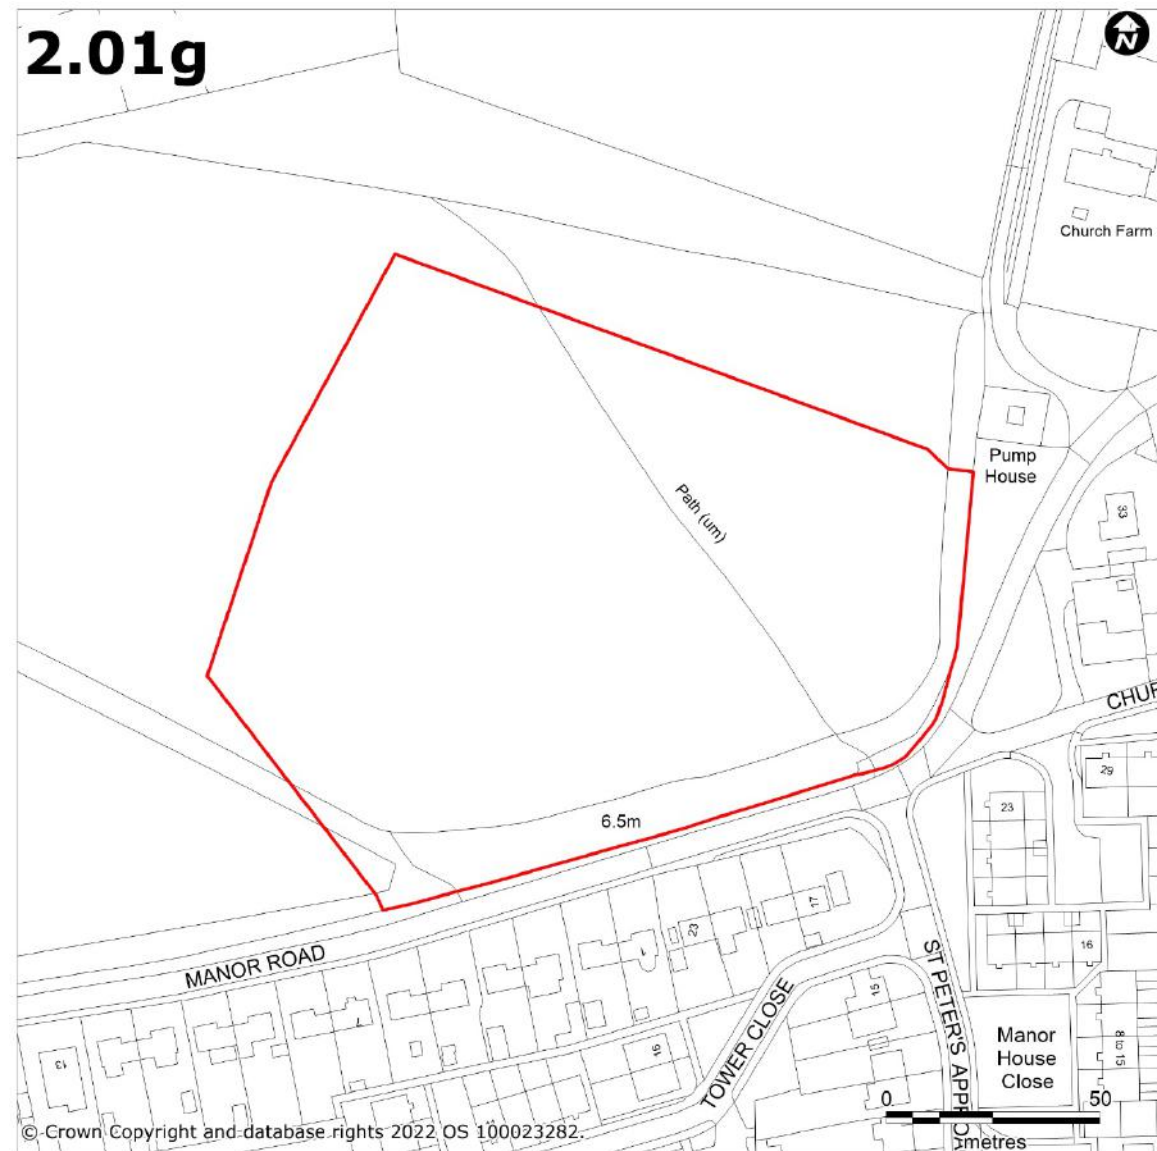 2.01g
N
Church Farm
Pump
House
Path (um)
33
CHUR
29
23
6.5m
17
23
MANOR ROAD
16
ST PETER'S APPRO
15
TOWER CLOSE
7
Manor
House
Close
8 to 15
16
13
0 50
metres
© Crown Copyright and database rights 2022 OS 100023282.